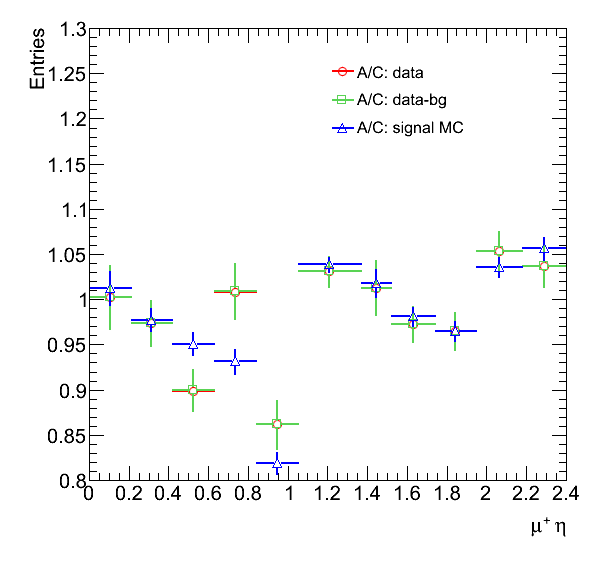 Entries
1.3
1.25
1.2
1.15
1.1
1.05
1
0.95
0.9
0.85
0.8
A/C: data
A/C: data-bg
A/C: signal MC
0 0.2 0.4 0.6 0.8 1 1.2 1.4 1.6 1.8 2 2.2 2.4
μ⁺ η